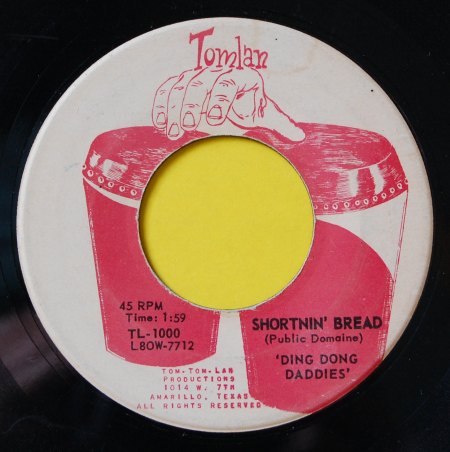 Tomlan
45 RPM
Time: 1:59
TL-1000
L8OW-7712
SHORTNIN' BREAD
(Public Domaine)
'DING DONG
DADDIES'
TOM-TOM-LAN
PRODUCTIONS
1014 W. 7TH
AMARILLO, TEXAS
ALL RIGHTS RESERVED